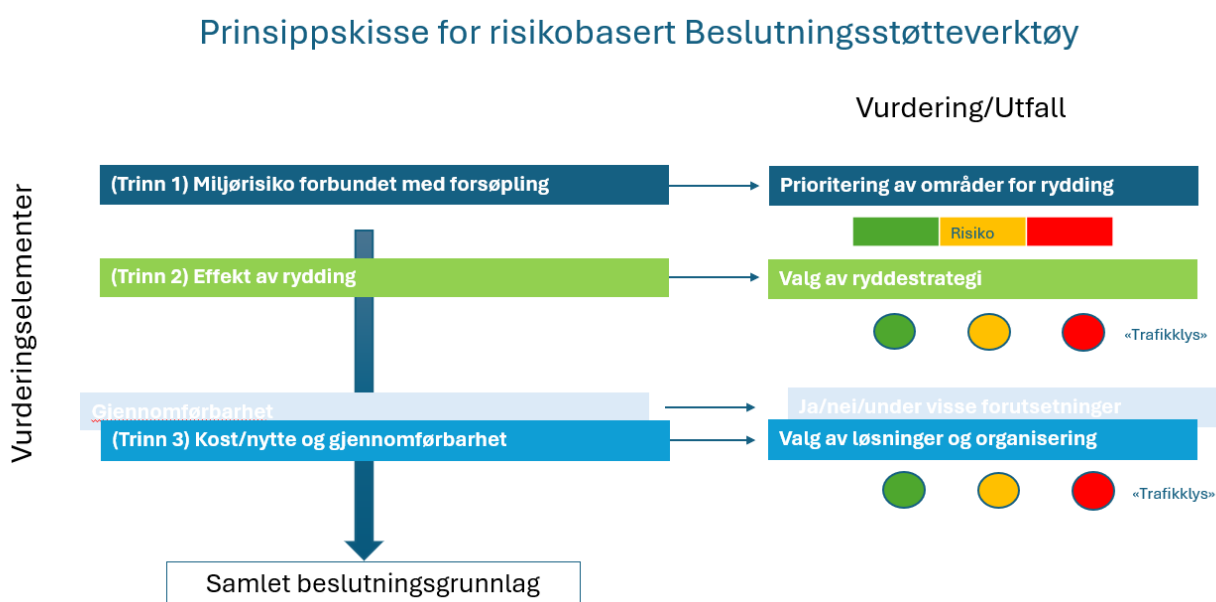 Prinsippskisse for risikobasert Beslutningsstøtteverktøy
Vurdering/Utfall
Vurderingselementer
(Trinn 1) Miljørisiko forbundet med forsøpling
Prioritering av områder for rydding
Risiko
(Trinn 2) Effekt av rydding
Valg av ryddestrategi
«Trafikklys»
Gjennomførbarhet
Ja/nei/under visse forutsetninger
(Trinn 3) Kost/nytte og gjennomførbarhet
Valg av løsninger og organisering
«Trafikklys»
Samlet beslutningsgrunnlag